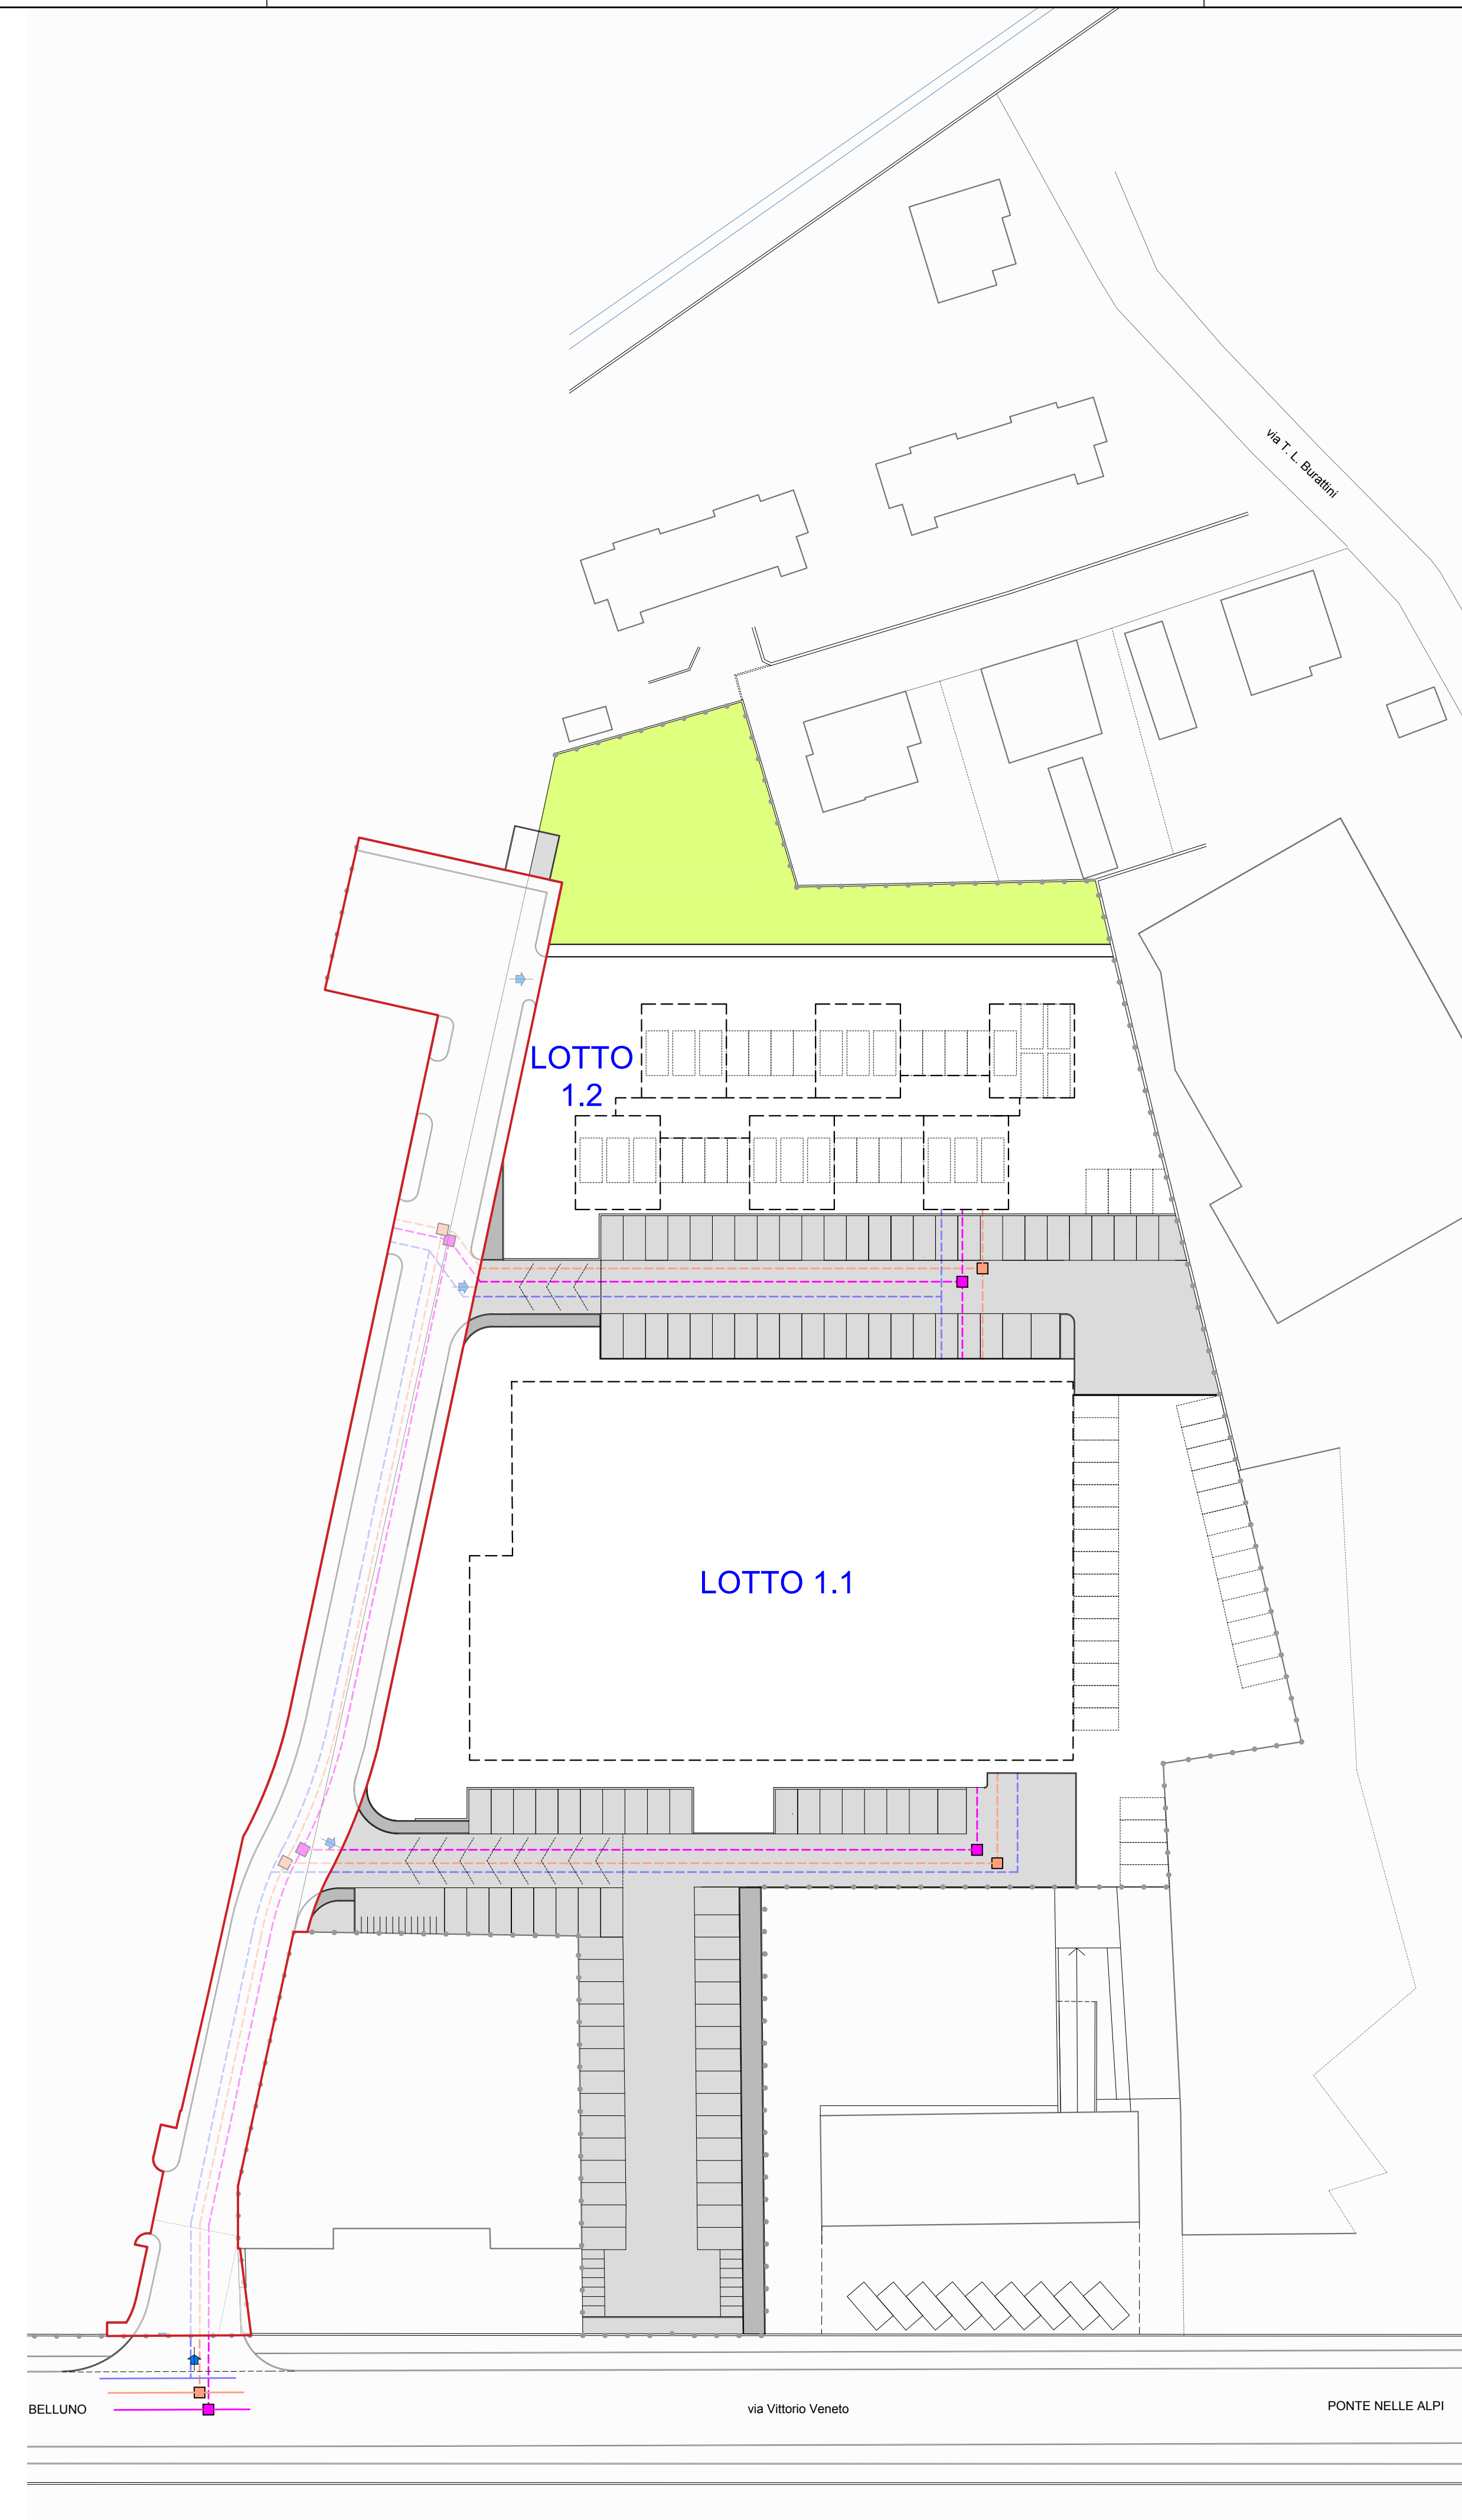 via T. L. Burattini
LOTTO
1.2
LOTTO 1.1
BELLUNO
via Vittorio Veneto
PONTE NELLE ALPI